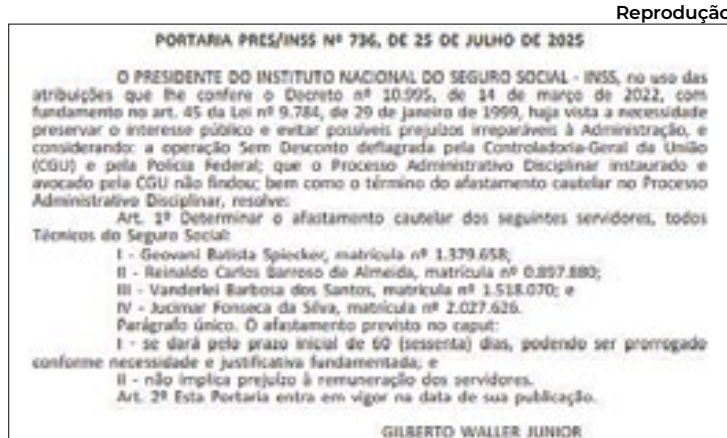 Reprodução
PORTARIA PRES/INSS Nº 736, DE 25 DE JULHO DE 2025
O PRESIDENTE DO INSTITUTO NACIONAL DO SEGURO SOCIAL - INSS, no uso das
atribuições que lhe confere o Decreto nº 10.995, de 14 de março de 2022, com
fundamento no art. 45 da Lei nº 9.784, de 29 de janeiro de 1999, haja vista a necessidade
preservar o interesse público e evitar possíveis prejuízos irreparáveis à Administração, e
considerando: a operação Sem Desconto deflagrada pela Controladoria-Geral da União
(CGU) e pela Polícia Federal; que o Processo Administrativo Disciplinar instaurado e
avocado pela CGU não findou; bem como o término do afastamento cautelar no Processo
Administrativo Disciplinar, resolve:
Art. 1º Determinar o afastamento cautelar dos seguintes servidores, todos
Técnicos do Seguro Social:
I - Geovani Batista Spiecker, matrícula nº 1.379.658;
II - Reinaldo Carlos Barroso de Almeida, matrícula nº 0.897.880;
III - Vanderlei Barbosa dos Santos, matrícula nº 1.518.070; e
IV - Jucimar Fonseca da Silva, matrícula nº 2.027.626.
Parágrafo único. O afastamento previsto no caput:
I - se dará pelo prazo inicial de 60 (sessenta) dias, podendo ser prorrogado
conforme necessidade e justificativa fundamentada; e
II - não implica prejuízo à remuneração dos servidores.
Art. 2º Esta Portaria entra em vigor na data de sua publicação.
GILBERTO WALLER JUNIOR